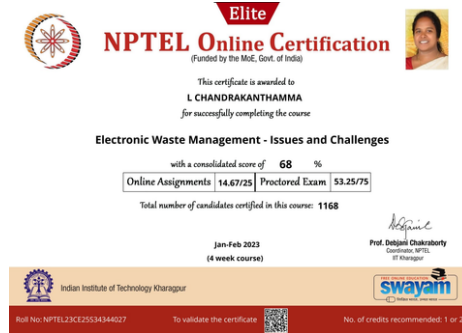 Elite
NPTEL Online Certification
(Funded by the MoE, Govt. of India)
This certificate is awarded to
L CHANDRAKANTHAMMA
for successfully completing the course
Electronic Waste Management - Issues and Challenges
with a consolidated score of 68 %
Online Assignments 14.67/25 Proctored Exam 53.25/75
Total number of candidates certified in this course: 1168
Jan-Feb 2023
(4 week course)
Prof. Debjani Chakraborty
Coordinator, NPTEL
IIT Kharagpur
Indian Institute of Technology Kharagpur
FREE ONLINE EDUCATION
swayam
Roll No: NPTEL23CE25S34344027
To validate the certificate
No. of credits recommended: 1 or 2